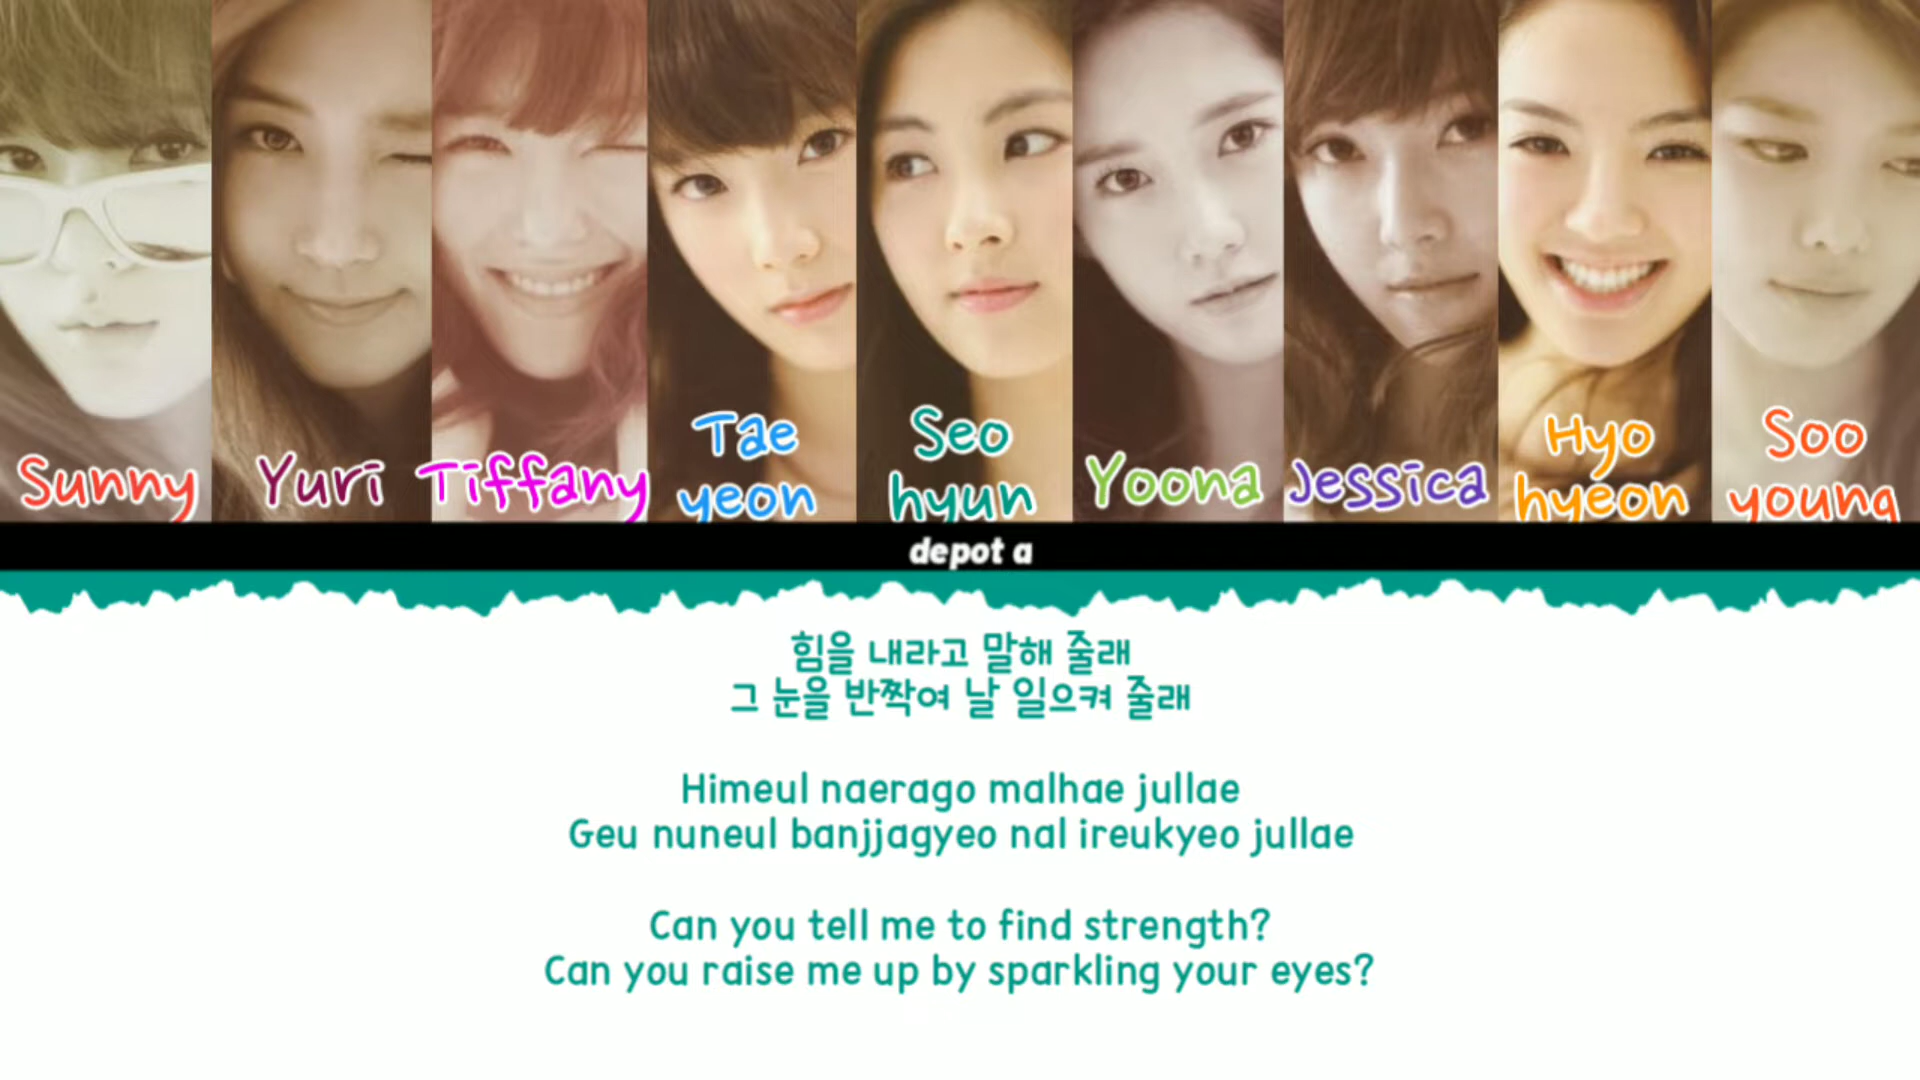 Sunny
Yuri
Tiffany
Tae
yeon
Seo
hyun
Yoona
Jessica
Hyo
hyeon
Soo
young
depot a
힘을 내라고 말해 줄래
그 눈을 반짝여 날 일으켜 줄래
Himeul naerago malhae jullae
Geu nuneul banjjagyeo nal ireukyeo jullae
Can you tell me to find strength?
Can you raise me up by sparkling your eyes?